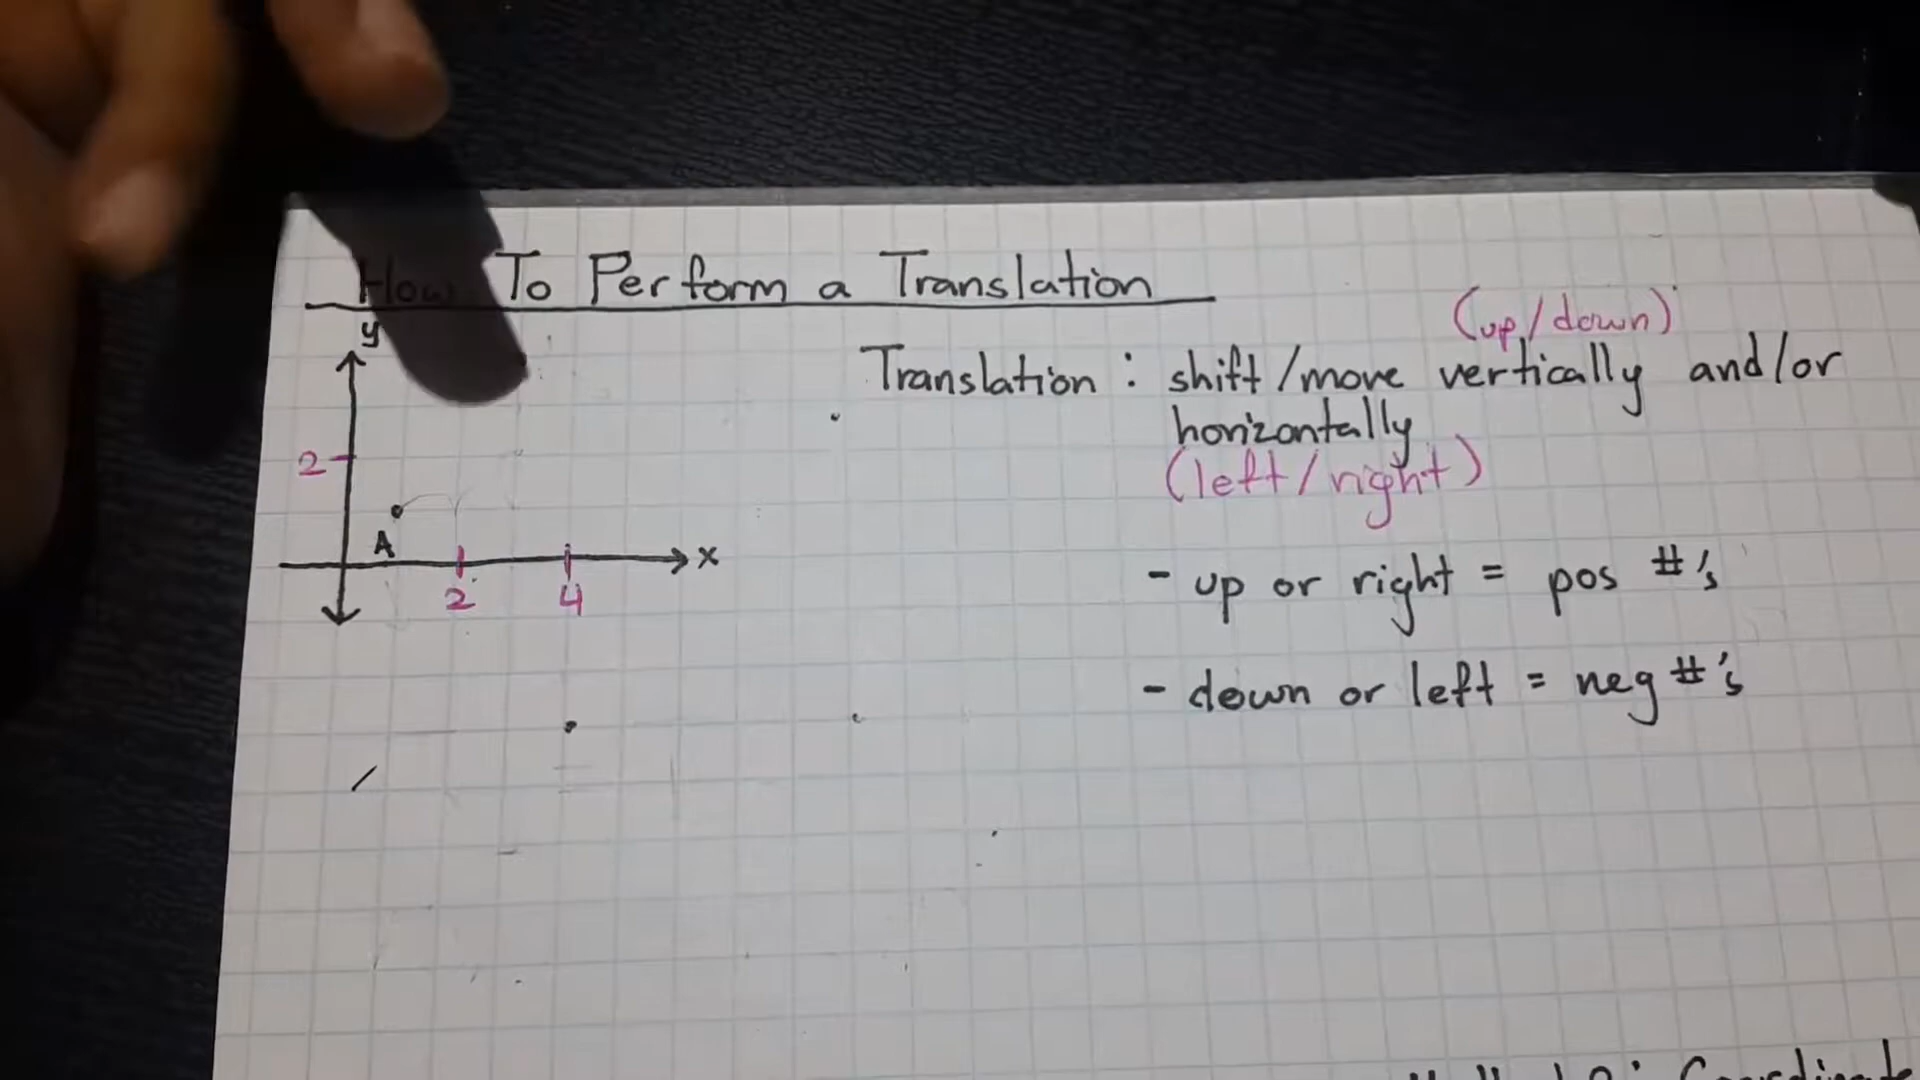 How To Perform a Translation
y
2
A
x
2
4
(up/down)
Translation : shift/move vertically and/or
horizontally
(left/right)
- up or right = pos #'s
- down or left = neg #'s